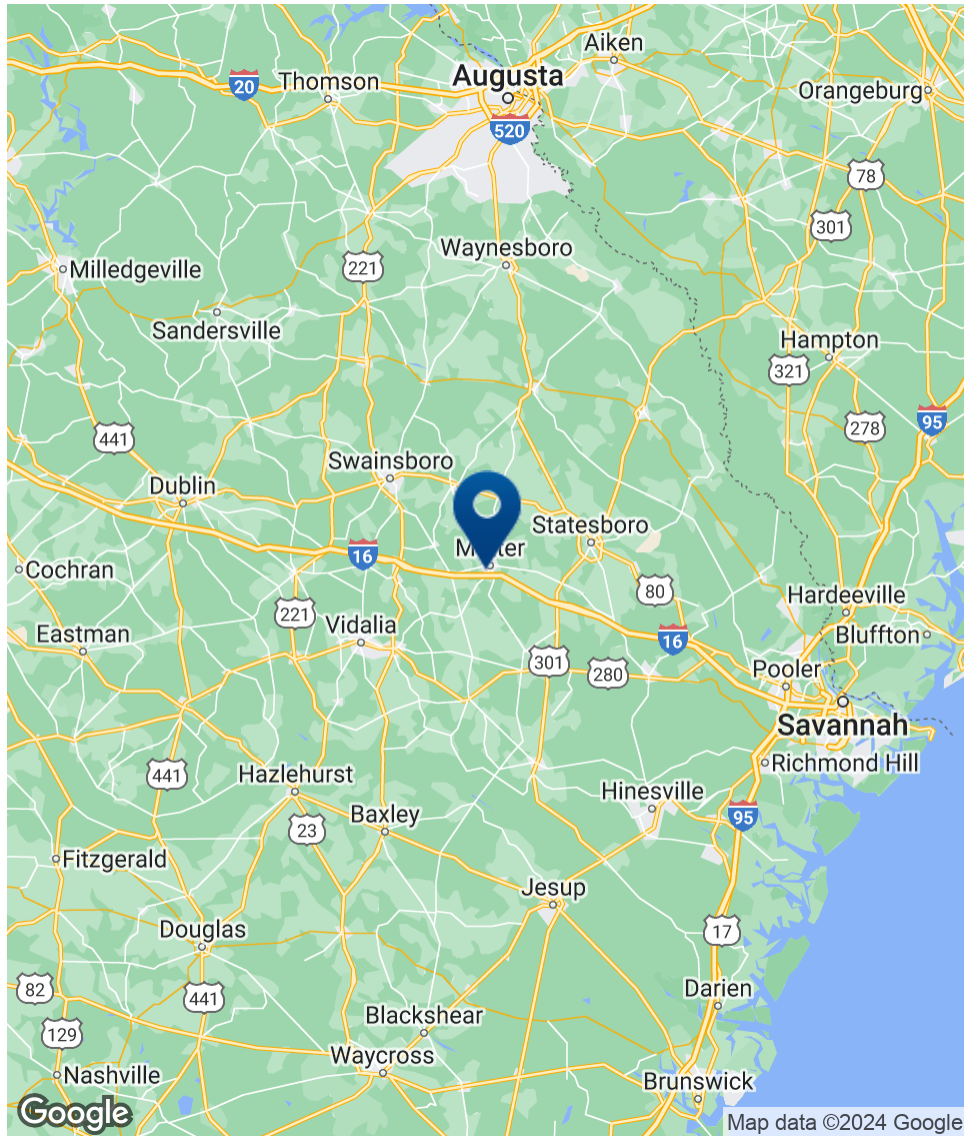 Aiken
Augusta
20
Thomson
Orangeburg
520
78
301
Waynesboro
221
Milledgeville
Sandersville
Hampton
321
441
278
95
Swainsboro
Dublin
Statesboro
16
Cochran
80
Hardeeville
221
Vidalia
Bluffton
Eastman
16
301
280
Pooler
Savannah
Richmond Hill
441
Hazlehurst
Hinesville
23
Baxley
95
Fitzgerald
Jesup
Douglas
17
82
441
Darien
129
Blackshear
Waycross
Nashville
Brunswick
Google
Map data ©2024 Google